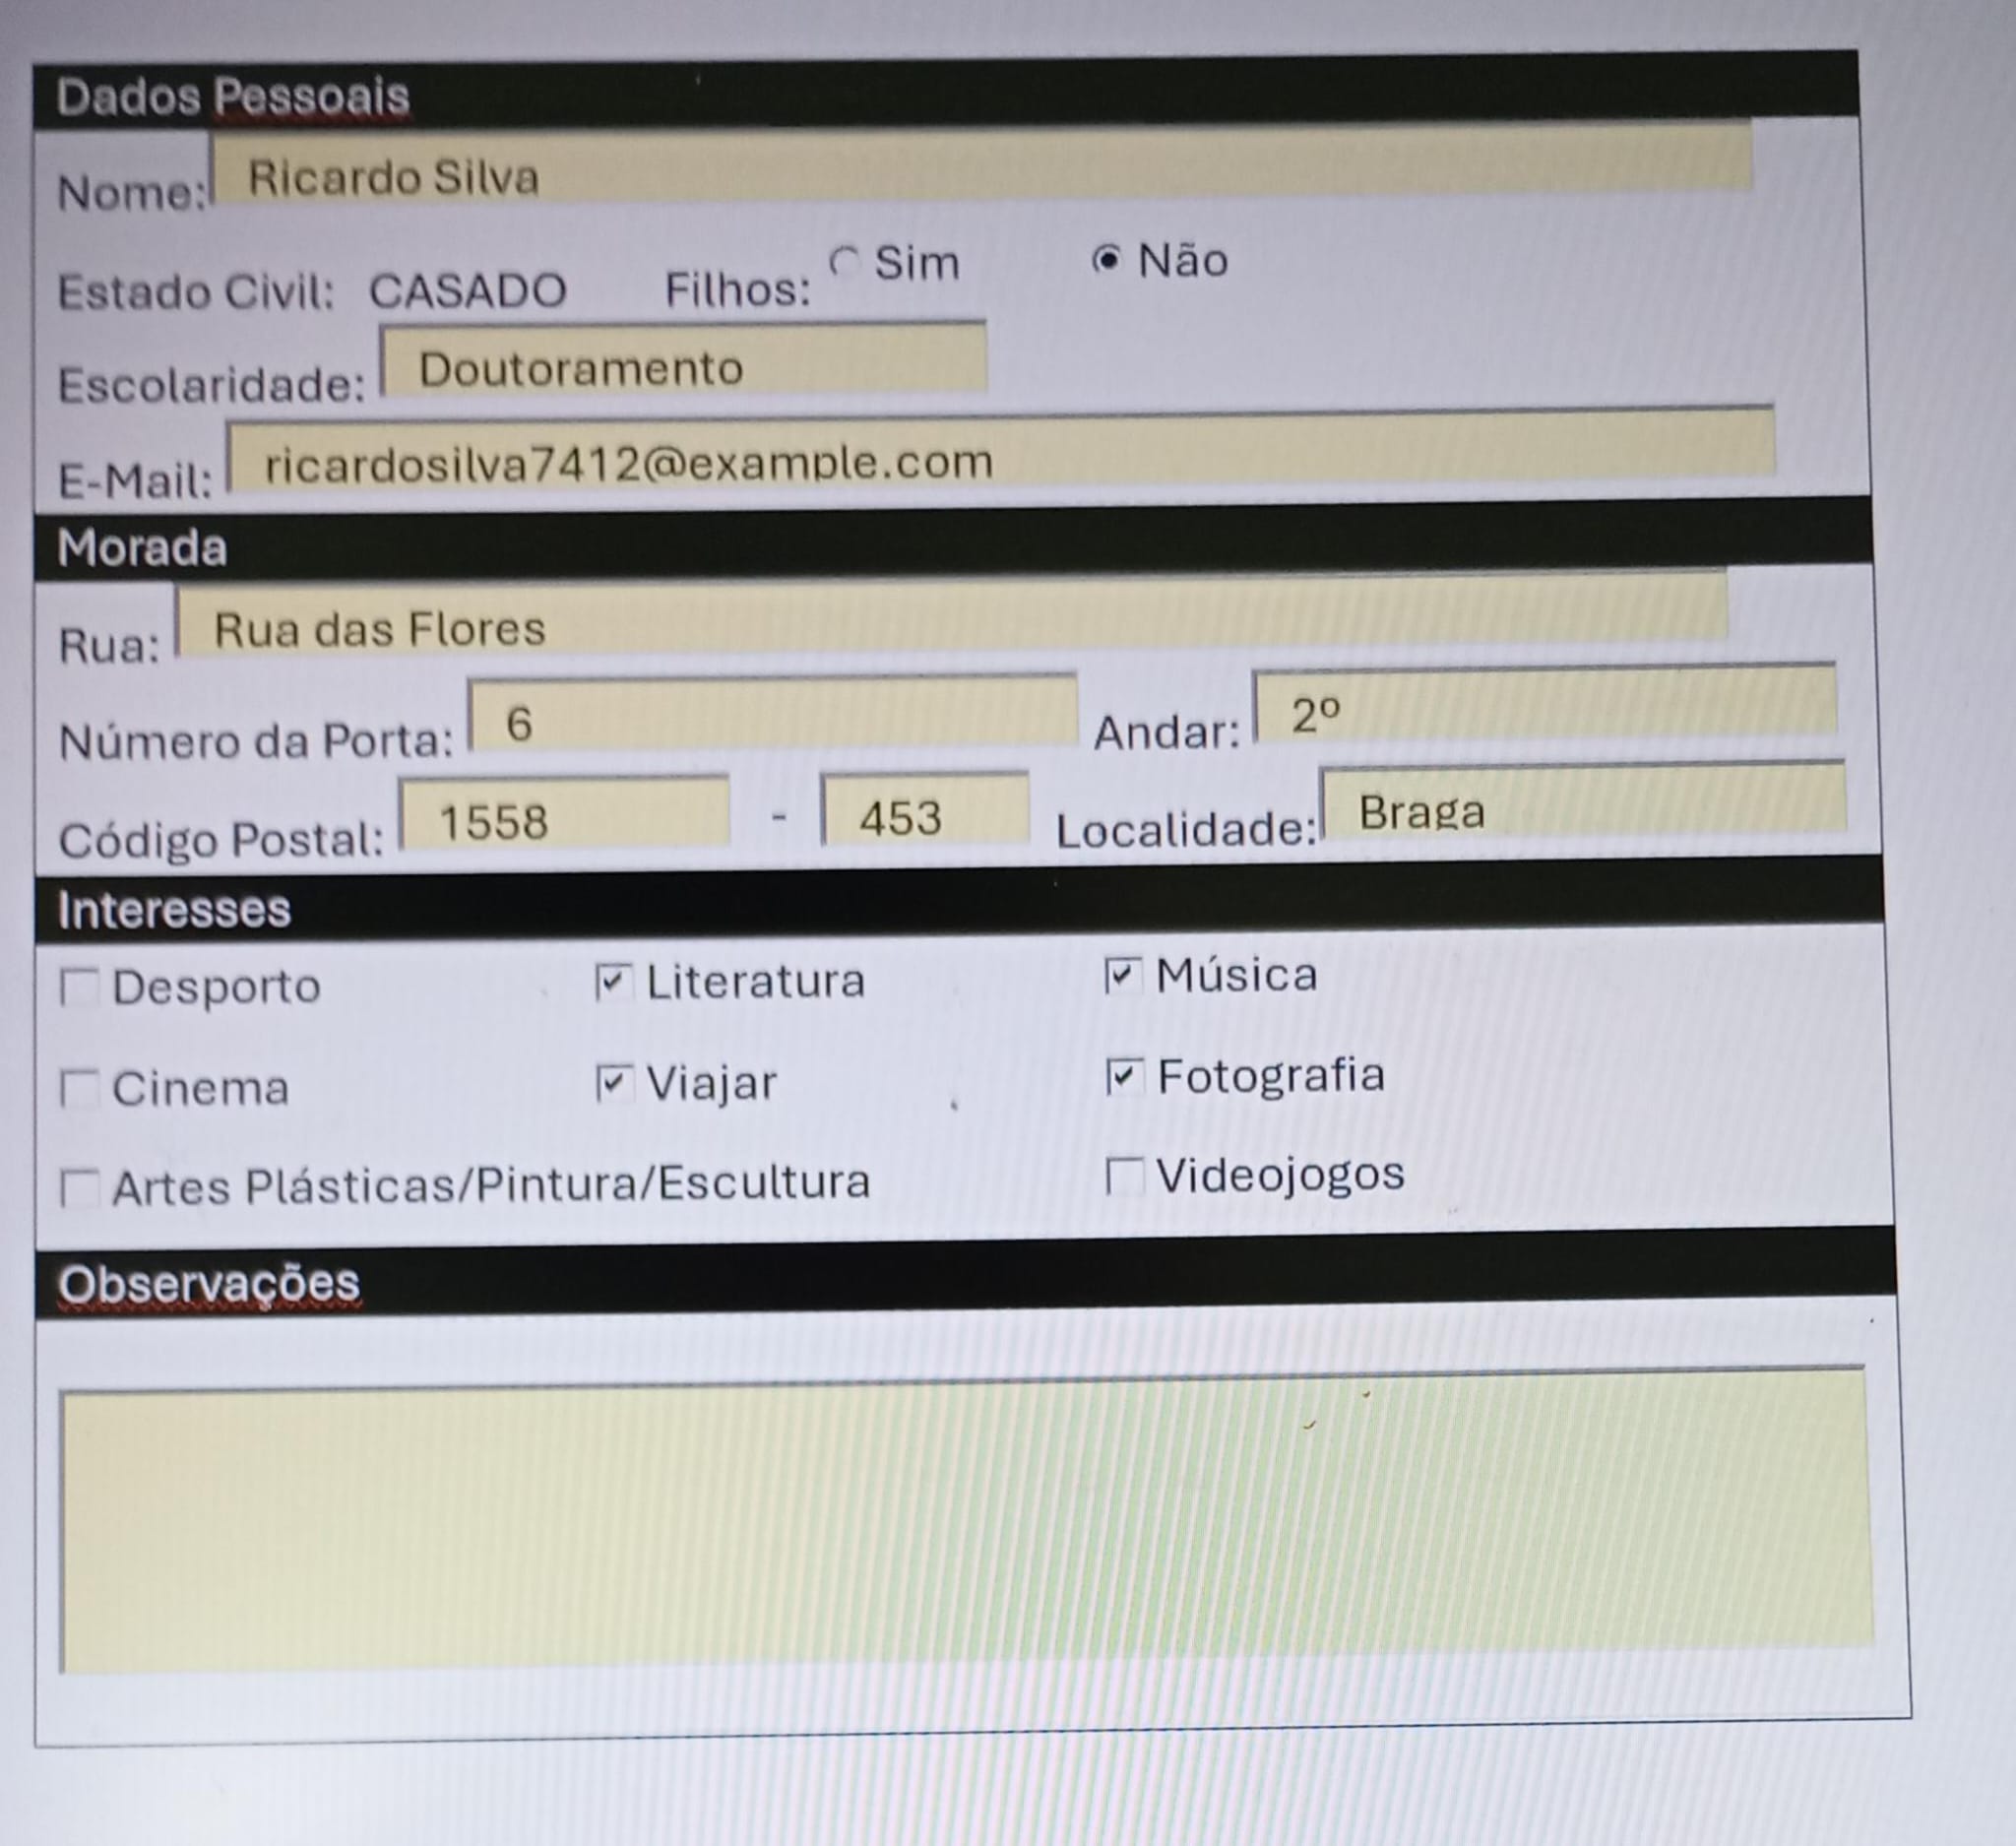 Dados Pessoais
Nome: Ricardo Silva
Estado Civil: CASADO Filhos: Sim Não
Escolaridade: Doutoramento
E-Mail: ricardosilva7412@example.com
Morada
Rua: Rua das Flores
Número da Porta: 6 Andar: 2º
Código Postal: 1558 - 453 Localidade: Braga
Interesses
Desporto Literatura Música
Cinema Viajar Fotografia
Artes Plásticas/Pintura/Escultura Videojogos
Observações